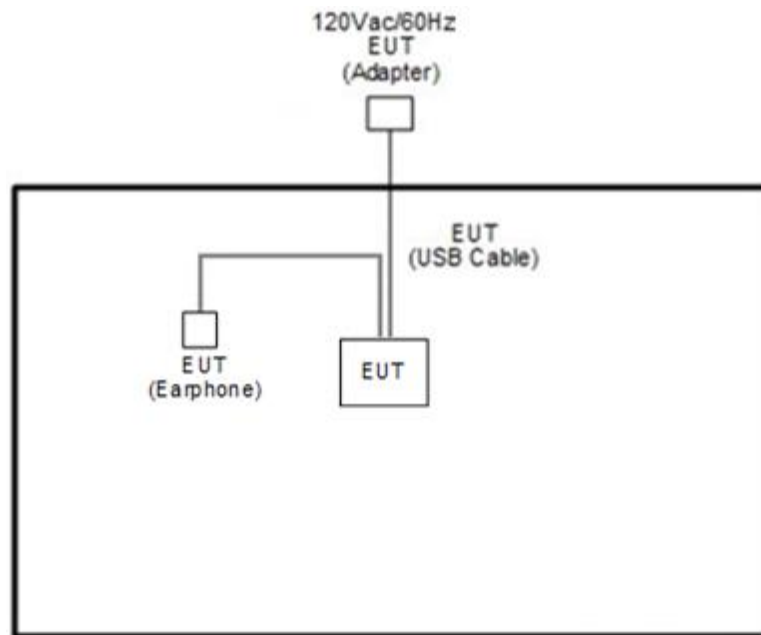 120Vac/60Hz
EUT
(Adapter)
EUT
(USB Cable)
EUT
(Earphone)
EUT